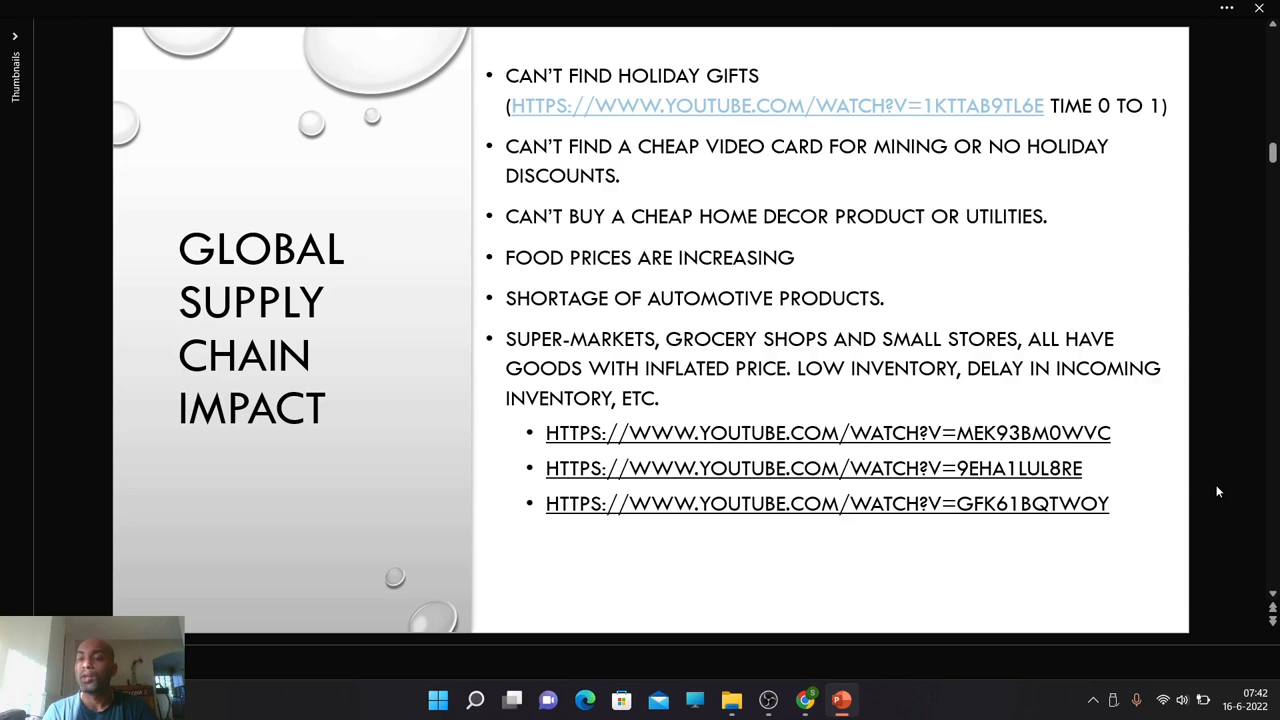 Thumbnails
GLOBAL
SUPPLY
CHAIN
IMPACT
• CAN'T FIND HOLIDAY GIFTS
(HTTPS://WWW.YOUTUBE.COM/WATCH?V=1KTTAB9TL6E TIME 0 TO 1)
• CAN'T FIND A CHEAP VIDEO CARD FOR MINING OR NO HOLIDAY
DISCOUNTS.
• CAN'T BUY A CHEAP HOME DECOR PRODUCT OR UTILITIES.
• FOOD PRICES ARE INCREASING
• SHORTAGE OF AUTOMOTIVE PRODUCTS.
• SUPER-MARKETS, GROCERY SHOPS AND SMALL STORES, ALL HAVE
GOODS WITH INFLATED PRICE. LOW INVENTORY, DELAY IN INCOMING
INVENTORY, ETC.
• HTTPS://WWW.YOUTUBE.COM/WATCH?V=MEK93BM0WVC
• HTTPS://WWW.YOUTUBE.COM/WATCH?V=9EHA1LUL8RE
• HTTPS://WWW.YOUTUBE.COM/WATCH?V=GFK61BQTWOY
07:42
16-6-2022